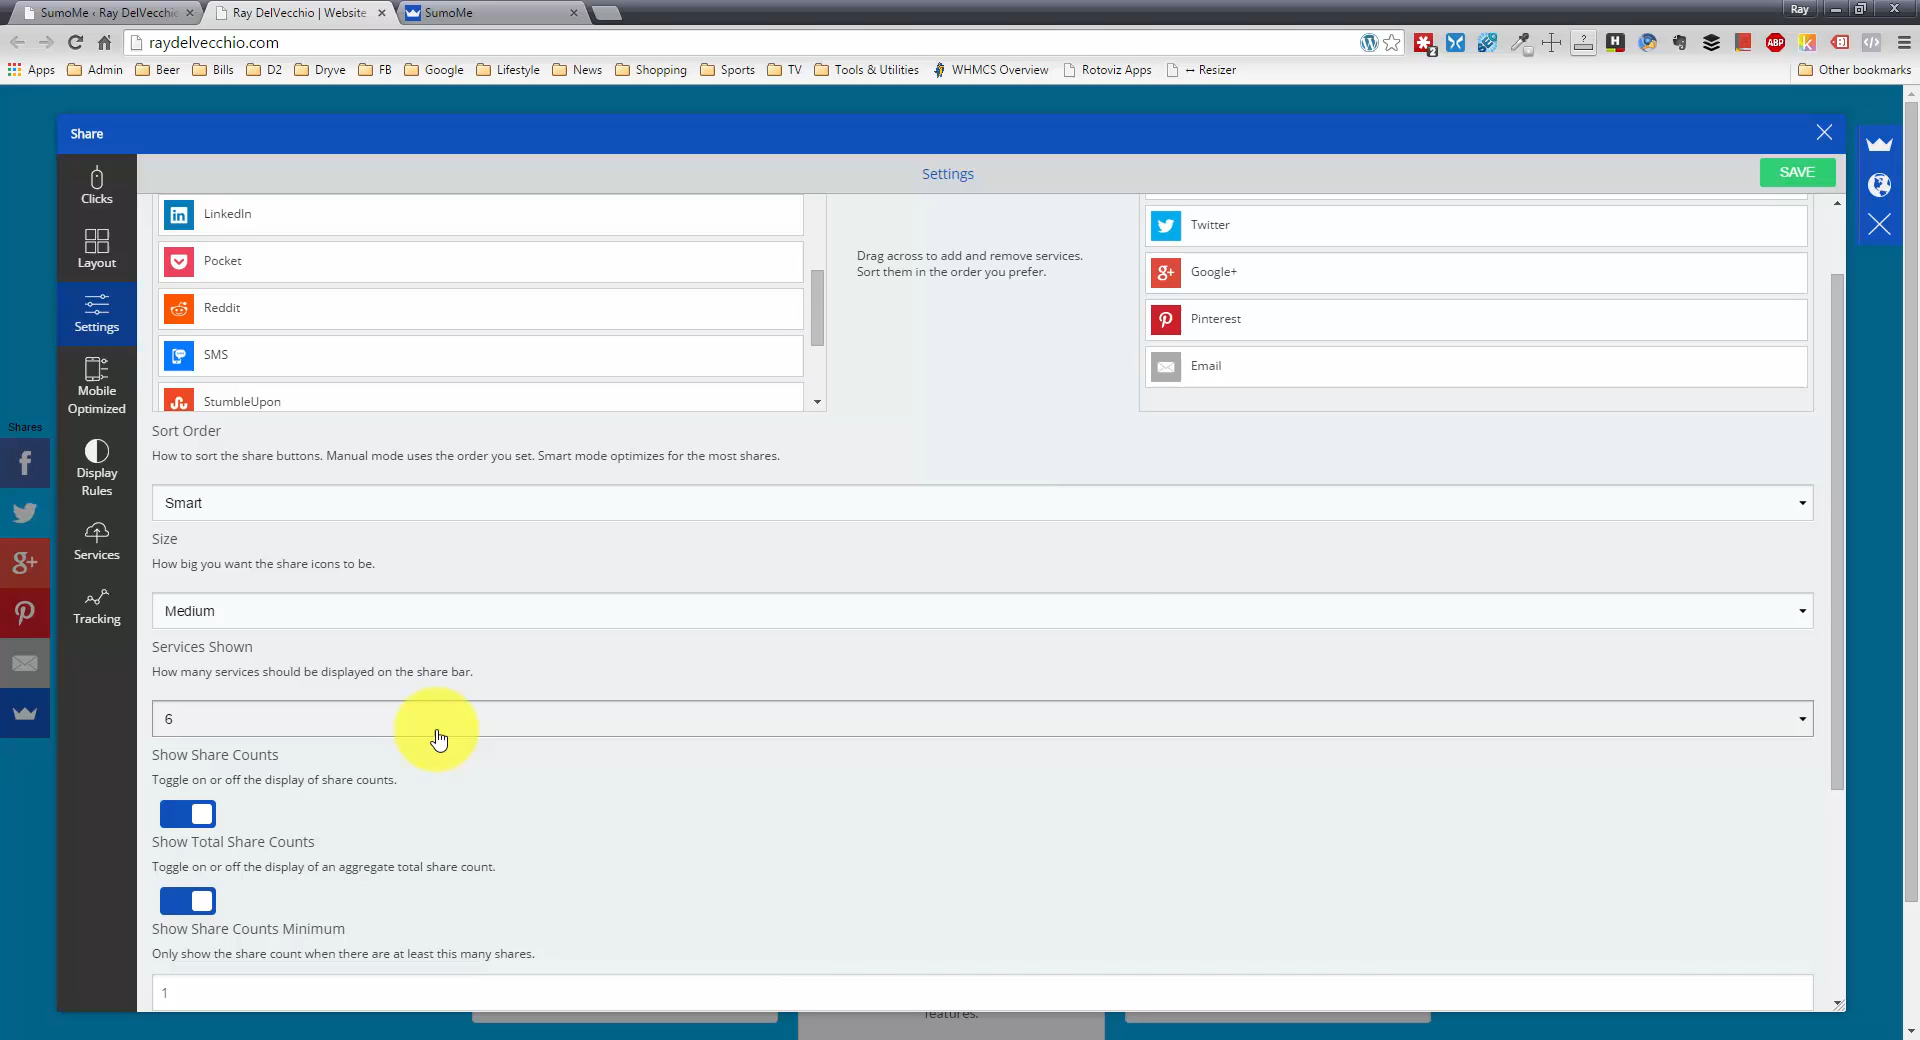 SumoMe ‹ Ray DelVecchio
Ray DelVecchio | Website
SumoMe
Ray
raydelvecchio.com
2
?
H
ABP
Apps
Admin
Beer
Bills
D2
Dryve
FB
Google
Lifestyle
News
Shopping
Sports
TV
Tools & Utilities
WHMCS Overview
Rotoviz Apps
↔ Resizer
Other bookmarks
Share
Settings
SAVE
Clicks
Layout
Settings
Mobile
Optimized
Display
Rules
Services
Tracking
Shares
LinkedIn
Pocket
Reddit
SMS
StumbleUpon
Drag across to add and remove services.
Sort them in the order you prefer.
Twitter
Google+
Pinterest
Email
Sort Order
How to sort the share buttons. Manual mode uses the order you set. Smart mode optimizes for the most shares.
Smart
Size
How big you want the share icons to be.
Medium
Services Shown
How many services should be displayed on the share bar.
6
Show Share Counts
Toggle on or off the display of share counts.
Show Total Share Counts
Toggle on or off the display of an aggregate total share count.
Show Share Counts Minimum
Only show the share count when there are at least this many shares.
1
features.